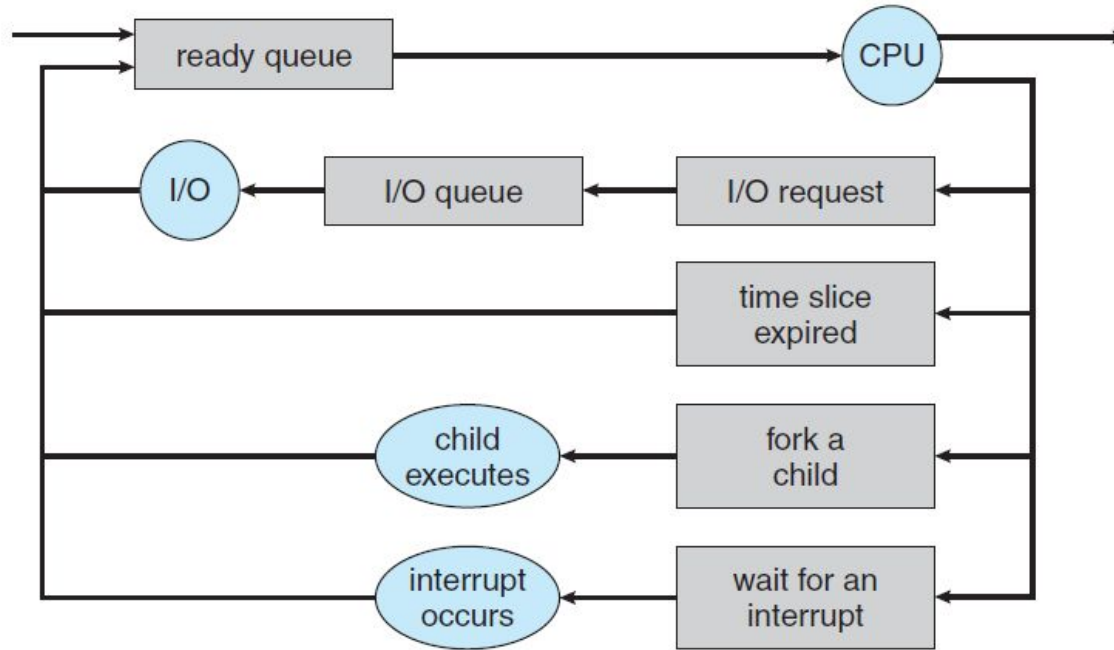 ready queue
CPU
I/O
I/O queue
I/O request
time slice
expired
child
executes
fork a
child
interrupt
occurs
wait for an
interrupt